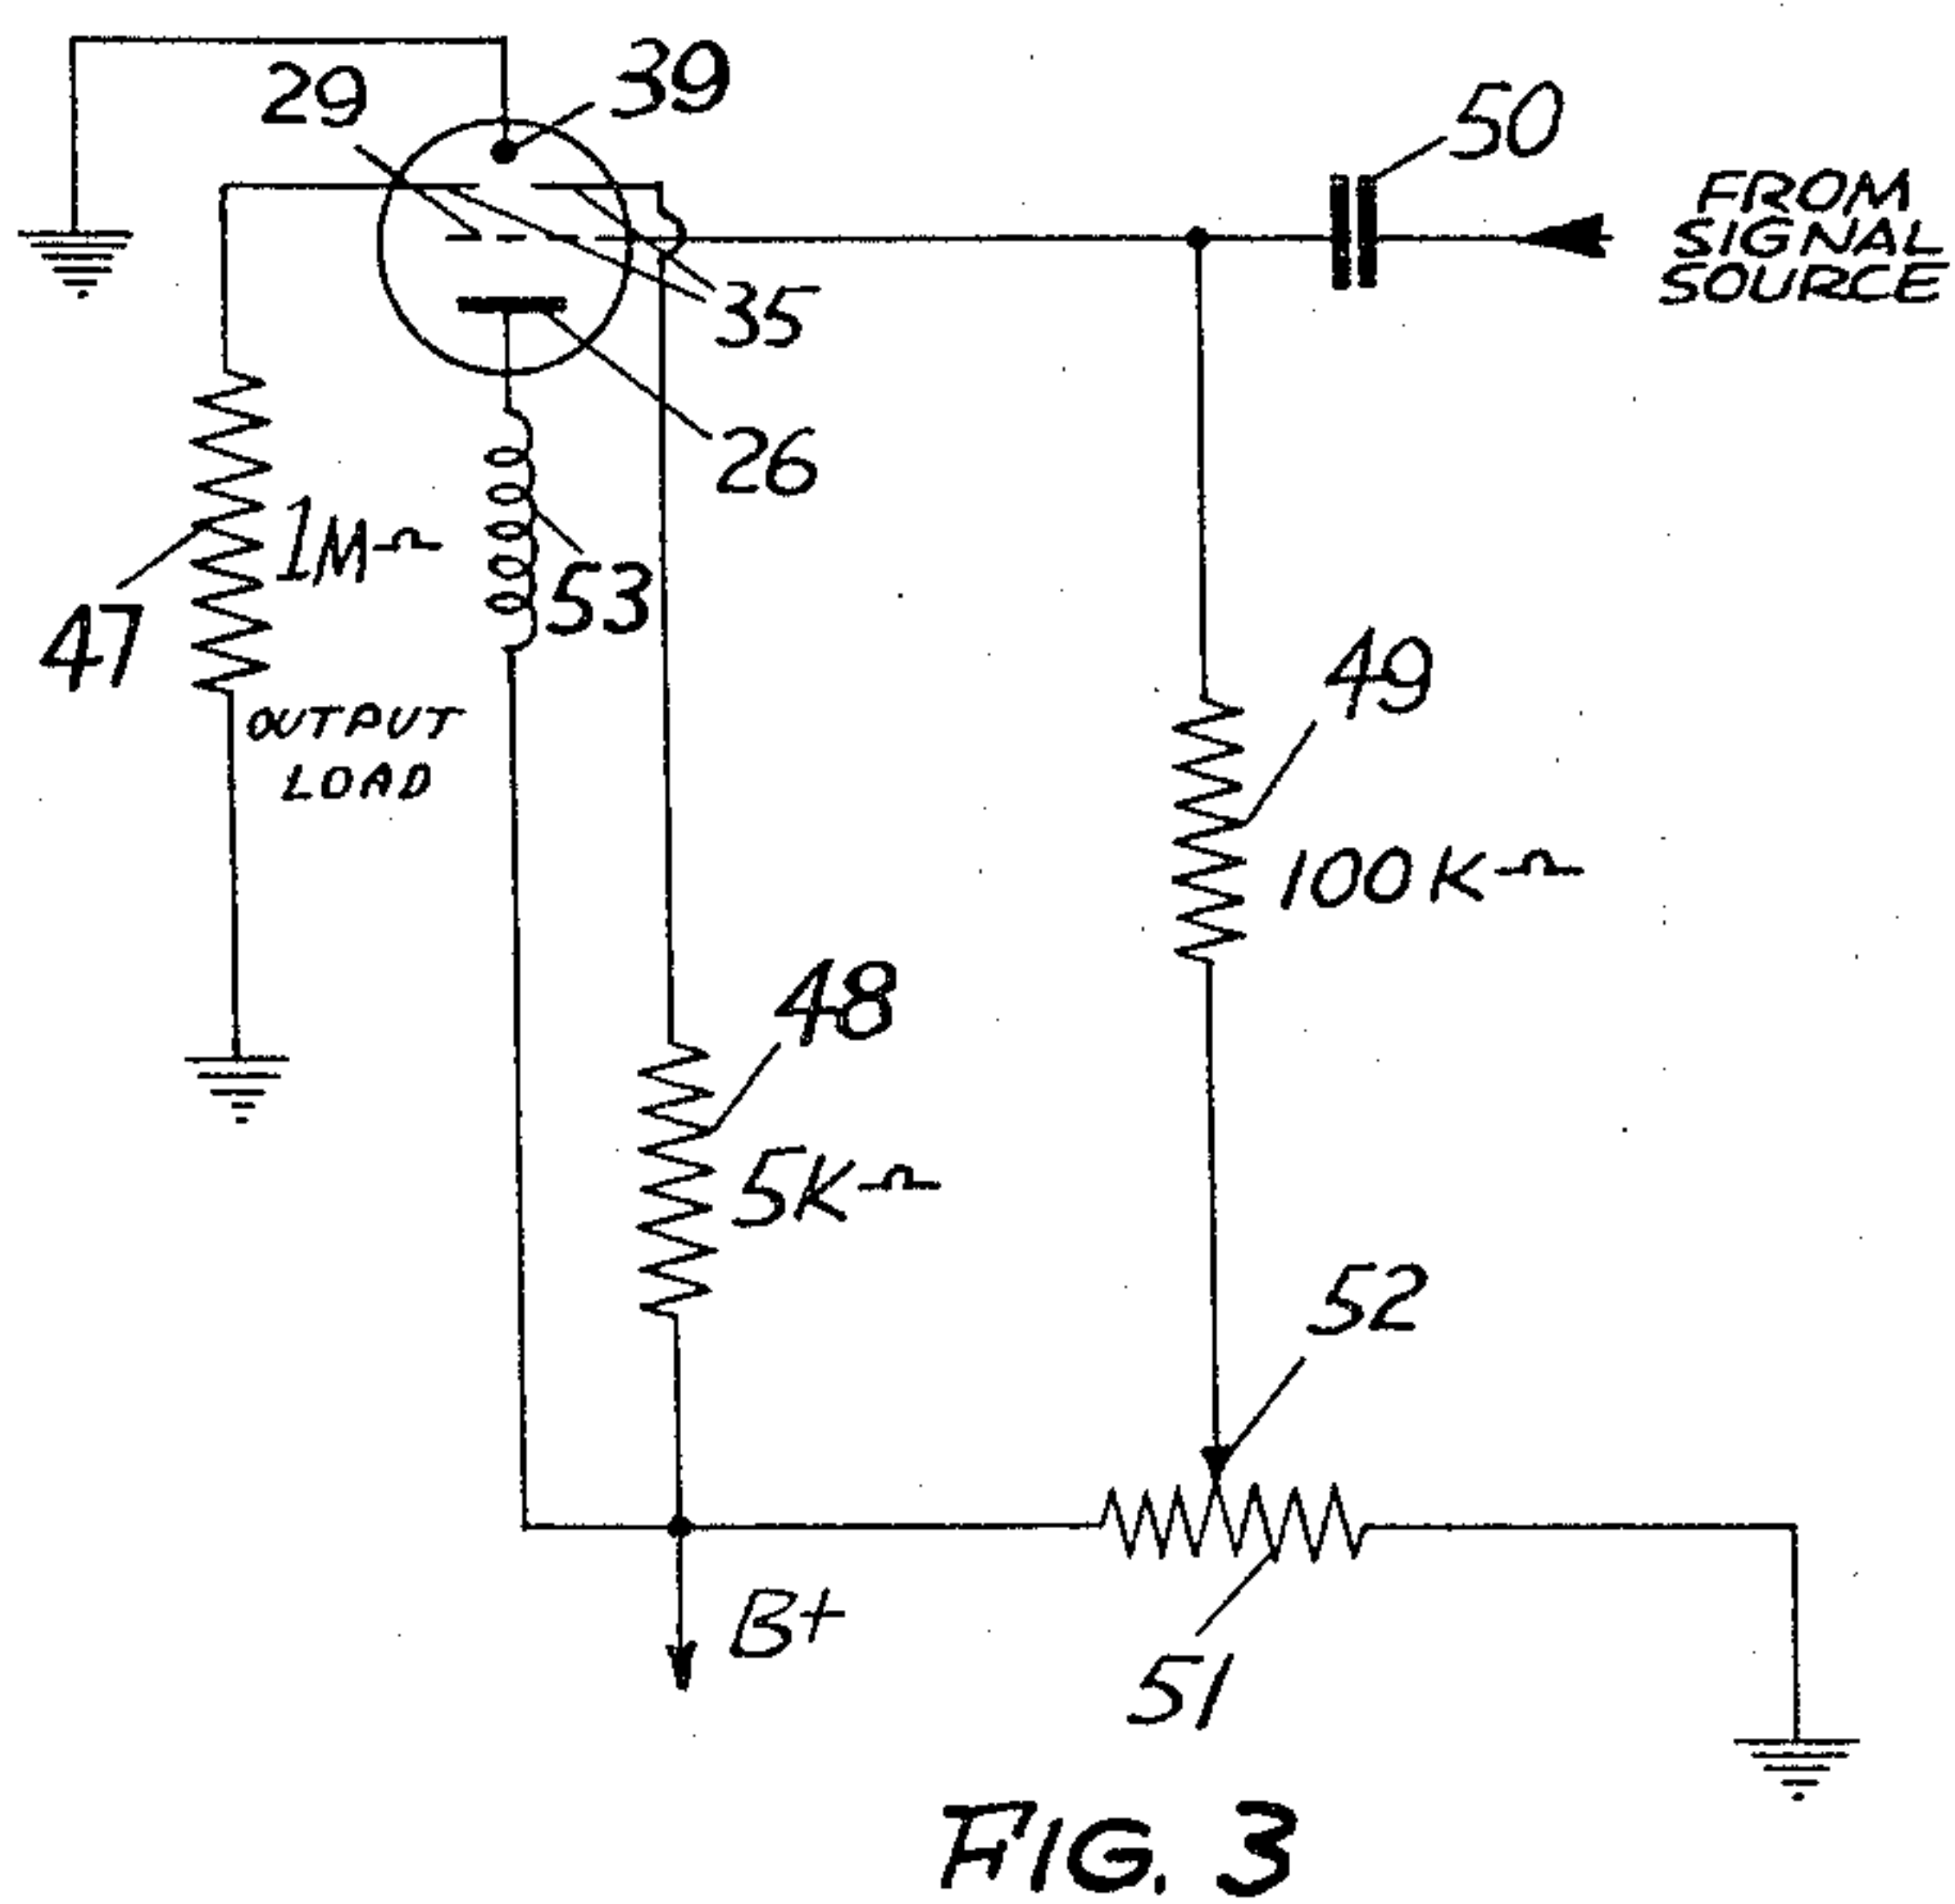 29
39
50
FROM
SIGNAL
SOURCE
35
26
1M
53
47
OUTPUT
LOAD
49
100K
48
5K
52
B+
51
FIG. 3